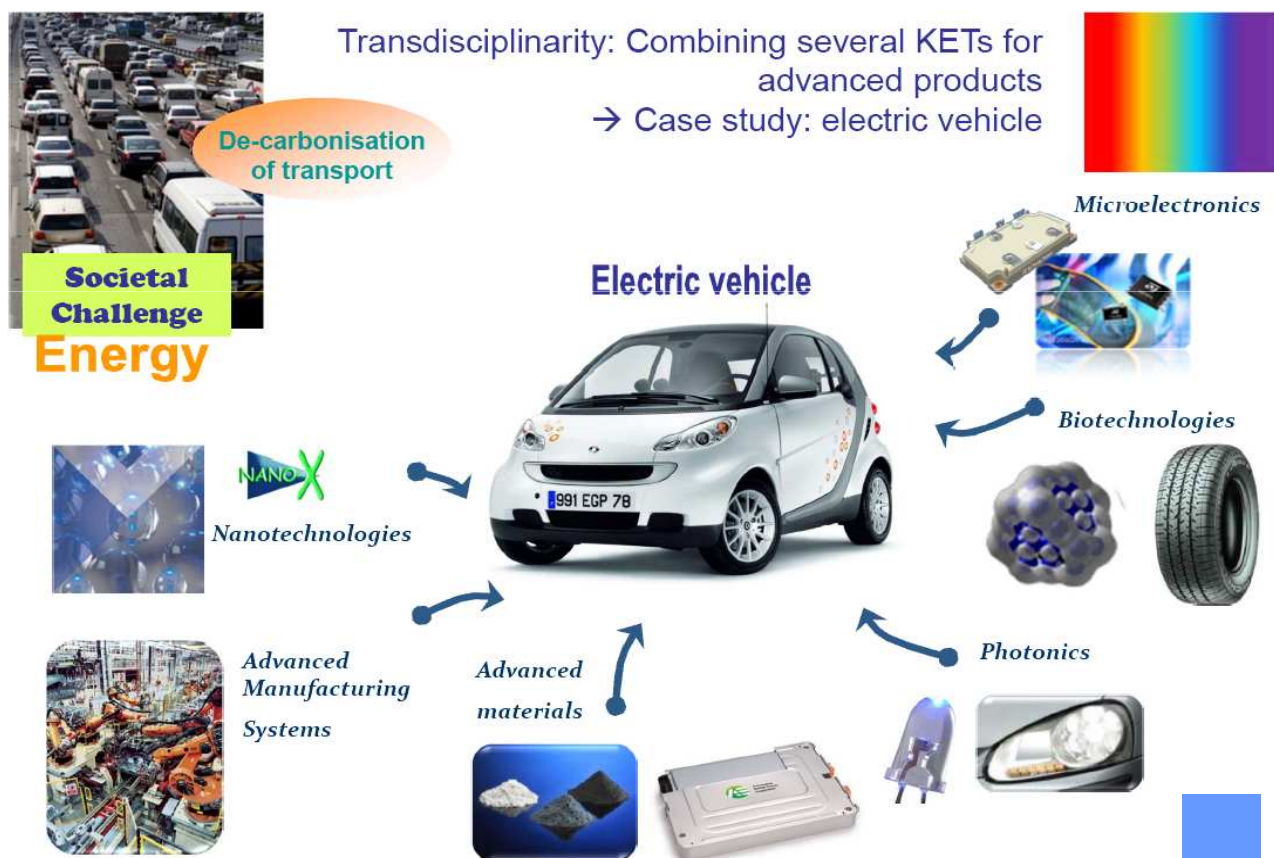 Transdisciplinarity: Combining several KETs for
advanced products
→ Case study: electric vehicle
De-carbonisation
of transport
Societal
Challenge
Energy
Electric vehicle
Microelectronics
Biotechnologies
NANO X
Nanotechnologies
991 EGP 78
Advanced
Manufacturing
Systems
Advanced
materials
Photonics